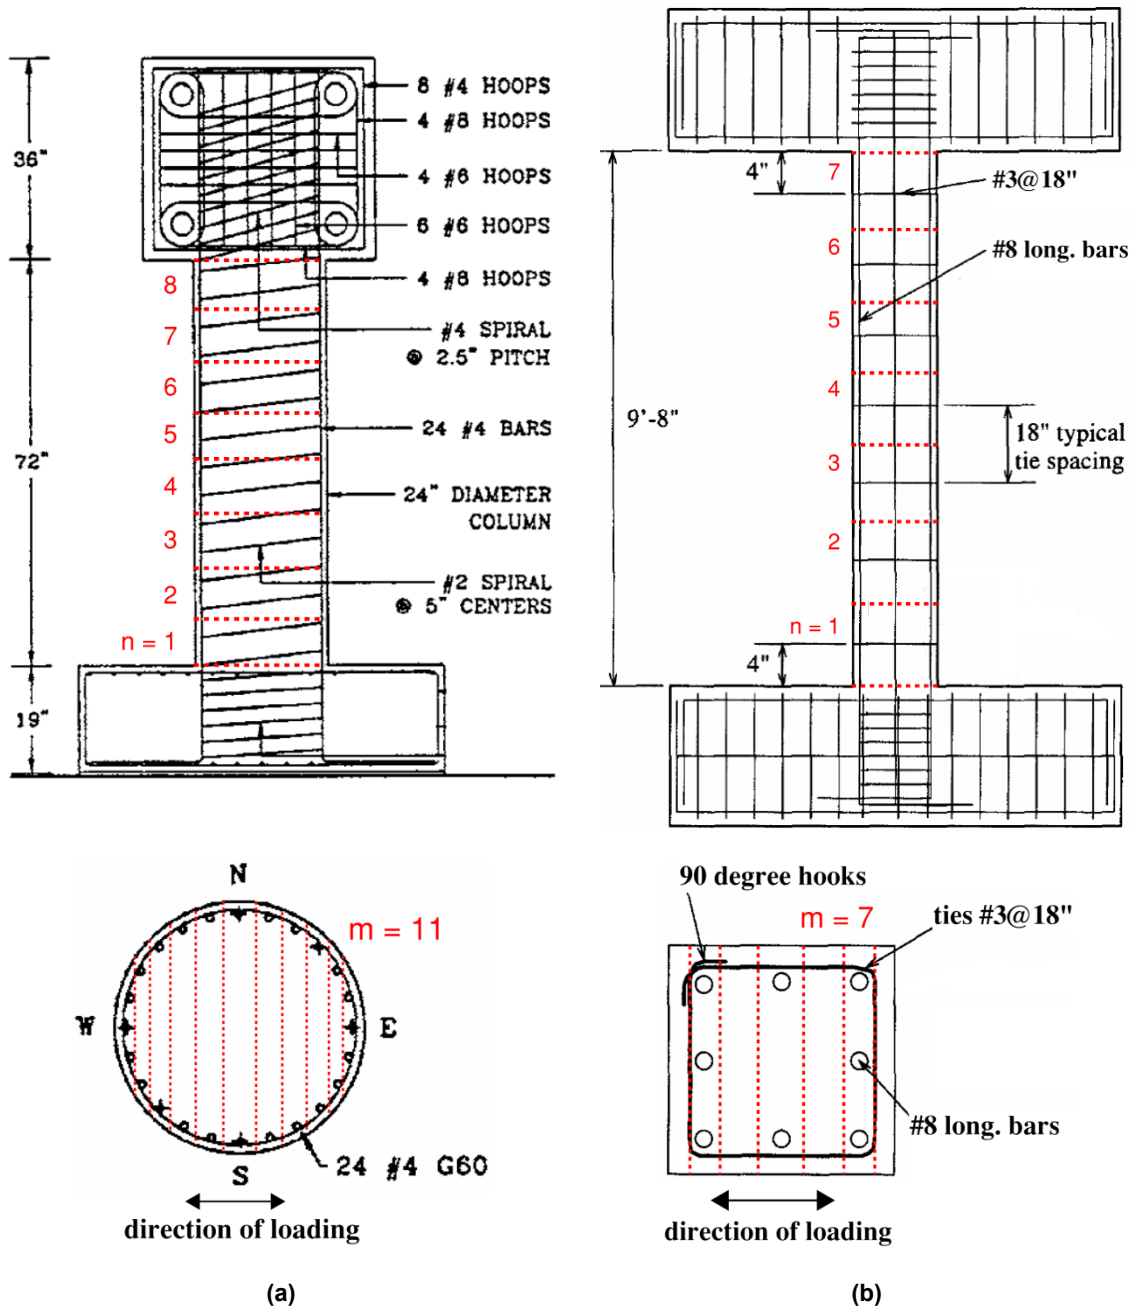 8 #4 HOOPS
4 #8 HOOPS
36"
4 #6 HOOPS
6 #6 HOOPS
4 #8 HOOPS
8
7
#4 SPIRAL
@ 2.5" PITCH
6
5
24 #4 BARS
72"
4
24" DIAMETER
COLUMN
3
2
#2 SPIRAL
@ 5" CENTERS
n = 1
19"
N
m = 11
W
E
S
24 #4 G60
direction of loading
(a)
7
4"
#3@18"
6
#8 long. bars
5
4
9'-8"
18" typical
tie spacing
3
2
n = 1
4"
90 degree hooks
m = 7
ties #3@18"
#8 long. bars
direction of loading
(b)